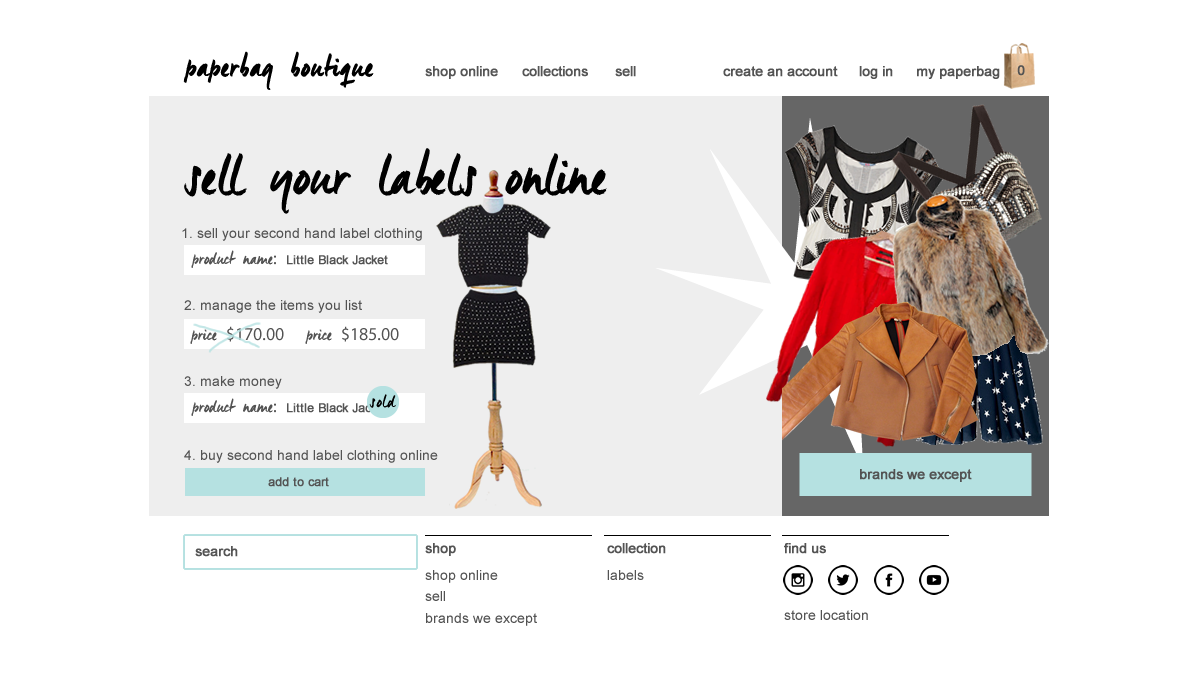 paperbag boutique
shop online collections sell create an account log in my paperbag 0
sell your labels online
1. sell your second hand label clothing
product name: Little Black Jacket
2. manage the items you list
price $170.00 price $185.00
3. make money
product name: Little Black Jac sold
4. buy second hand label clothing online
add to cart
brands we except
search
shop
shop online
sell
brands we except
collection
labels
find us
store location